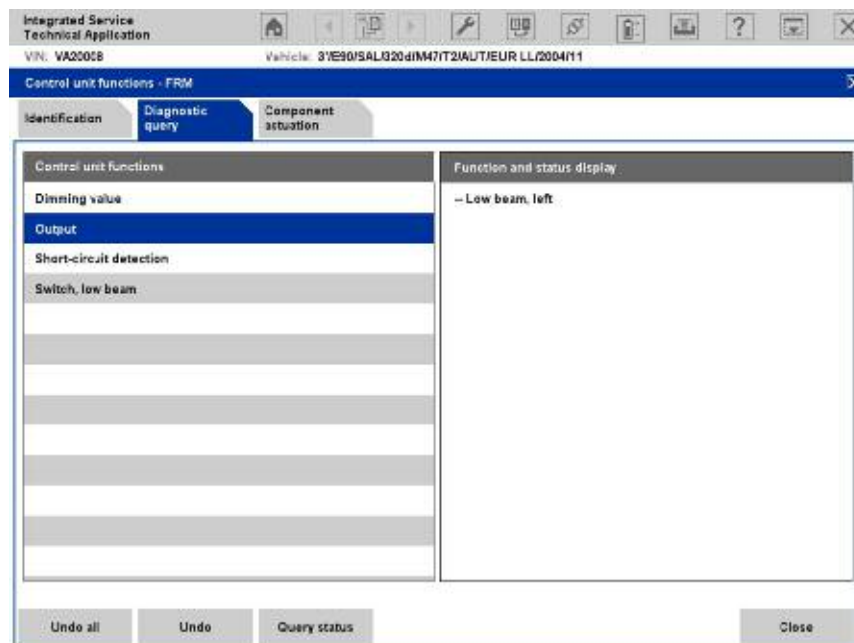 Integrated Service
Technical Application
VIN: VA20008
Vehicle: 3'/E90/SAL/320d/M47/T2/AUT/EUR LL/2004/11
Control unit functions - FRM
Identification
Diagnostic
query
Component
actuation
Control unit functions
Function and status display
Dimming value
-- Low beam, left
Output
Short-circuit detection
Switch, low beam
Undo all
Undo
Query status
Close